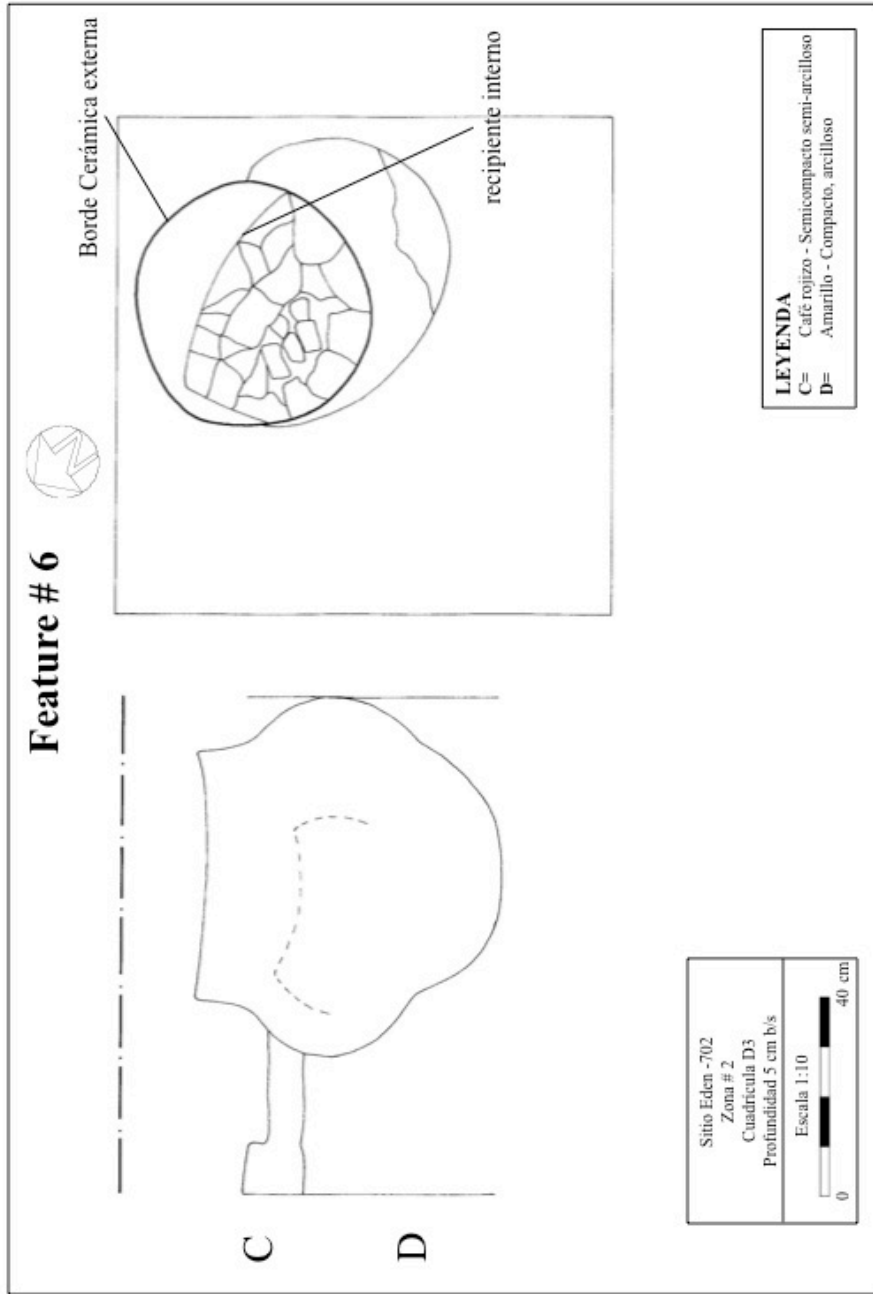 Feature # 6
Borde Cerámica externa
recipiente interno
C
D
Sitio Eden -702
Zona # 2
Cuadrícula D3
Profundidad 5 cm b/s
Escala 1:10
0 40 cm
LEYENDA
C= Café rojizo - Semicompacto semi-arcilloso
D= Amarillo - Compacto, arcilloso